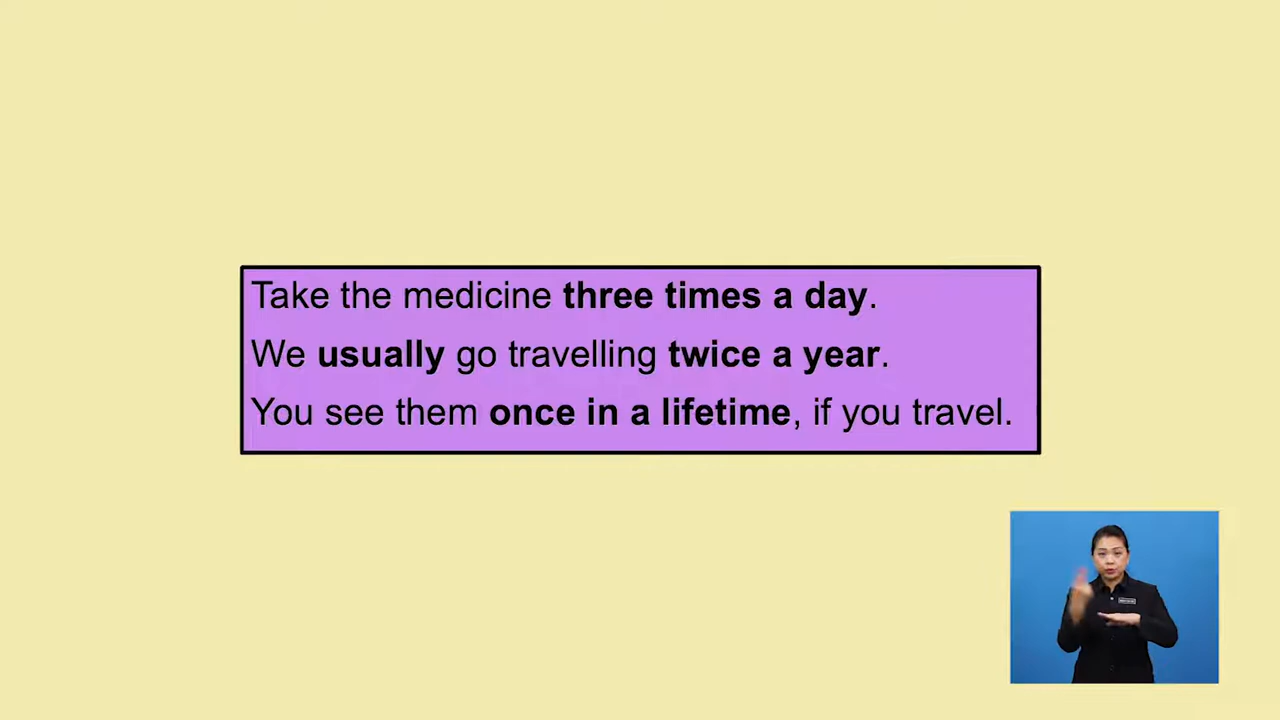 Take the medicine three times a day.
We usually go travelling twice a year.
You see them once in a lifetime, if you travel.